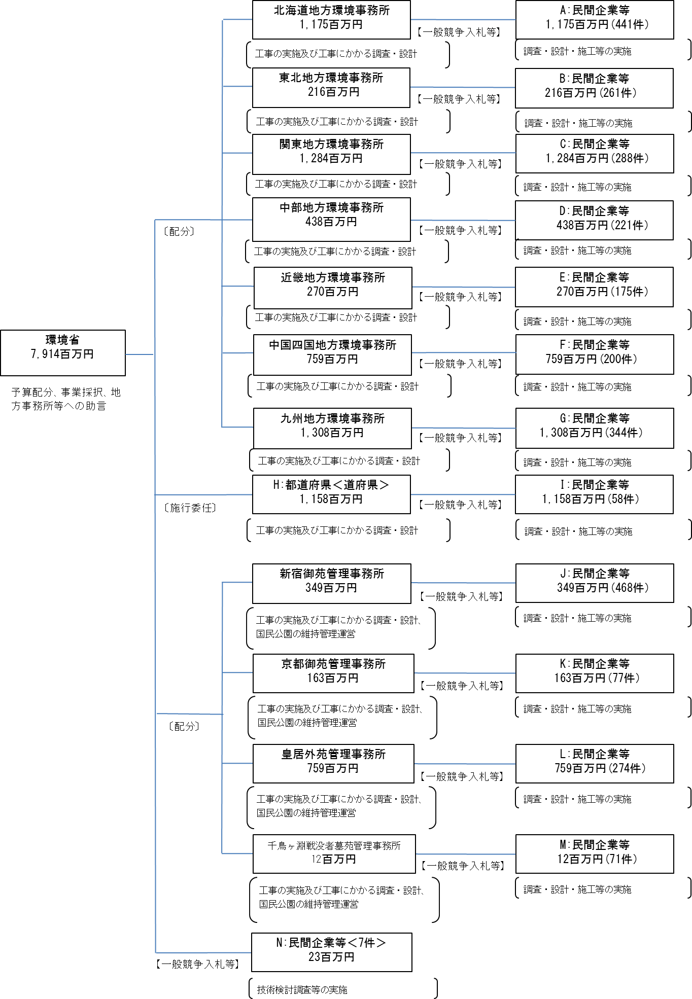 北海道地方環境事務所
1,175百万円
A:民間企業等
1,175百万円(441件)
【一般競争入札等】
工事の実施及び工事にかかる調査・設計
調査・設計・施工等の実施
東北地方環境事務所
216百万円
B:民間企業等
216百万円(261件)
【一般競争入札等】
工事の実施及び工事にかかる調査・設計
調査・設計・施工等の実施
関東地方環境事務所
1,284百万円
C:民間企業等
1,284百万円(288件)
【一般競争入札等】
工事の実施及び工事にかかる調査・設計
調査・設計・施工等の実施
中部地方環境事務所
438百万円
D:民間企業等
438百万円(221件)
〔配分〕
【一般競争入札等】
工事の実施及び工事にかかる調査・設計
調査・設計・施工等の実施
近畿地方環境事務所
270百万円
E:民間企業等
270百万円(175件)
【一般競争入札等】
工事の実施及び工事にかかる調査・設計
調査・設計・施工等の実施
環境省
7,914百万円
予算配分、事業採択、地
方事務所等への助言
中国四国地方環境事務所
759百万円
F:民間企業等
759百万円(200件)
【一般競争入札等】
工事の実施及び工事にかかる調査・設計
調査・設計・施工等の実施
九州地方環境事務所
1,308百万円
G:民間企業等
1,308百万円(344件)
【一般競争入札等】
工事の実施及び工事にかかる調査・設計
調査・設計・施工等の実施
H:都道府県＜道府県＞
1,158百万円
I:民間企業等
1,158百万円(58件)
〔施行委任〕
【一般競争入札等】
工事の実施及び工事にかかる調査・設計
調査・設計・施工等の実施
新宿御苑管理事務所
349百万円
J:民間企業等
349百万円(468件)
【一般競争入札等】
工事の実施及び工事にかかる調査・設計、
国民公園の維持管理運営
調査・設計・施工等の実施
京都御苑管理事務所
163百万円
K:民間企業等
163百万円(77件)
【一般競争入札等】
工事の実施及び工事にかかる調査・設計、
国民公園の維持管理運営
調査・設計・施工等の実施
〔配分〕
皇居外苑管理事務所
759百万円
L:民間企業等
759百万円(274件)
【一般競争入札等】
工事の実施及び工事にかかる調査・設計、
国民公園の維持管理運営
調査・設計・施工等の実施
千鳥ヶ淵戦没者墓苑管理事務所
12百万円
M:民間企業等
12百万円(71件)
【一般競争入札等】
工事の実施及び工事にかかる調査・設計、
国民公園の維持管理運営
調査・設計・施工等の実施
N:民間企業等＜7件＞
23百万円
【一般競争入札等】
技術検討調査等の実施